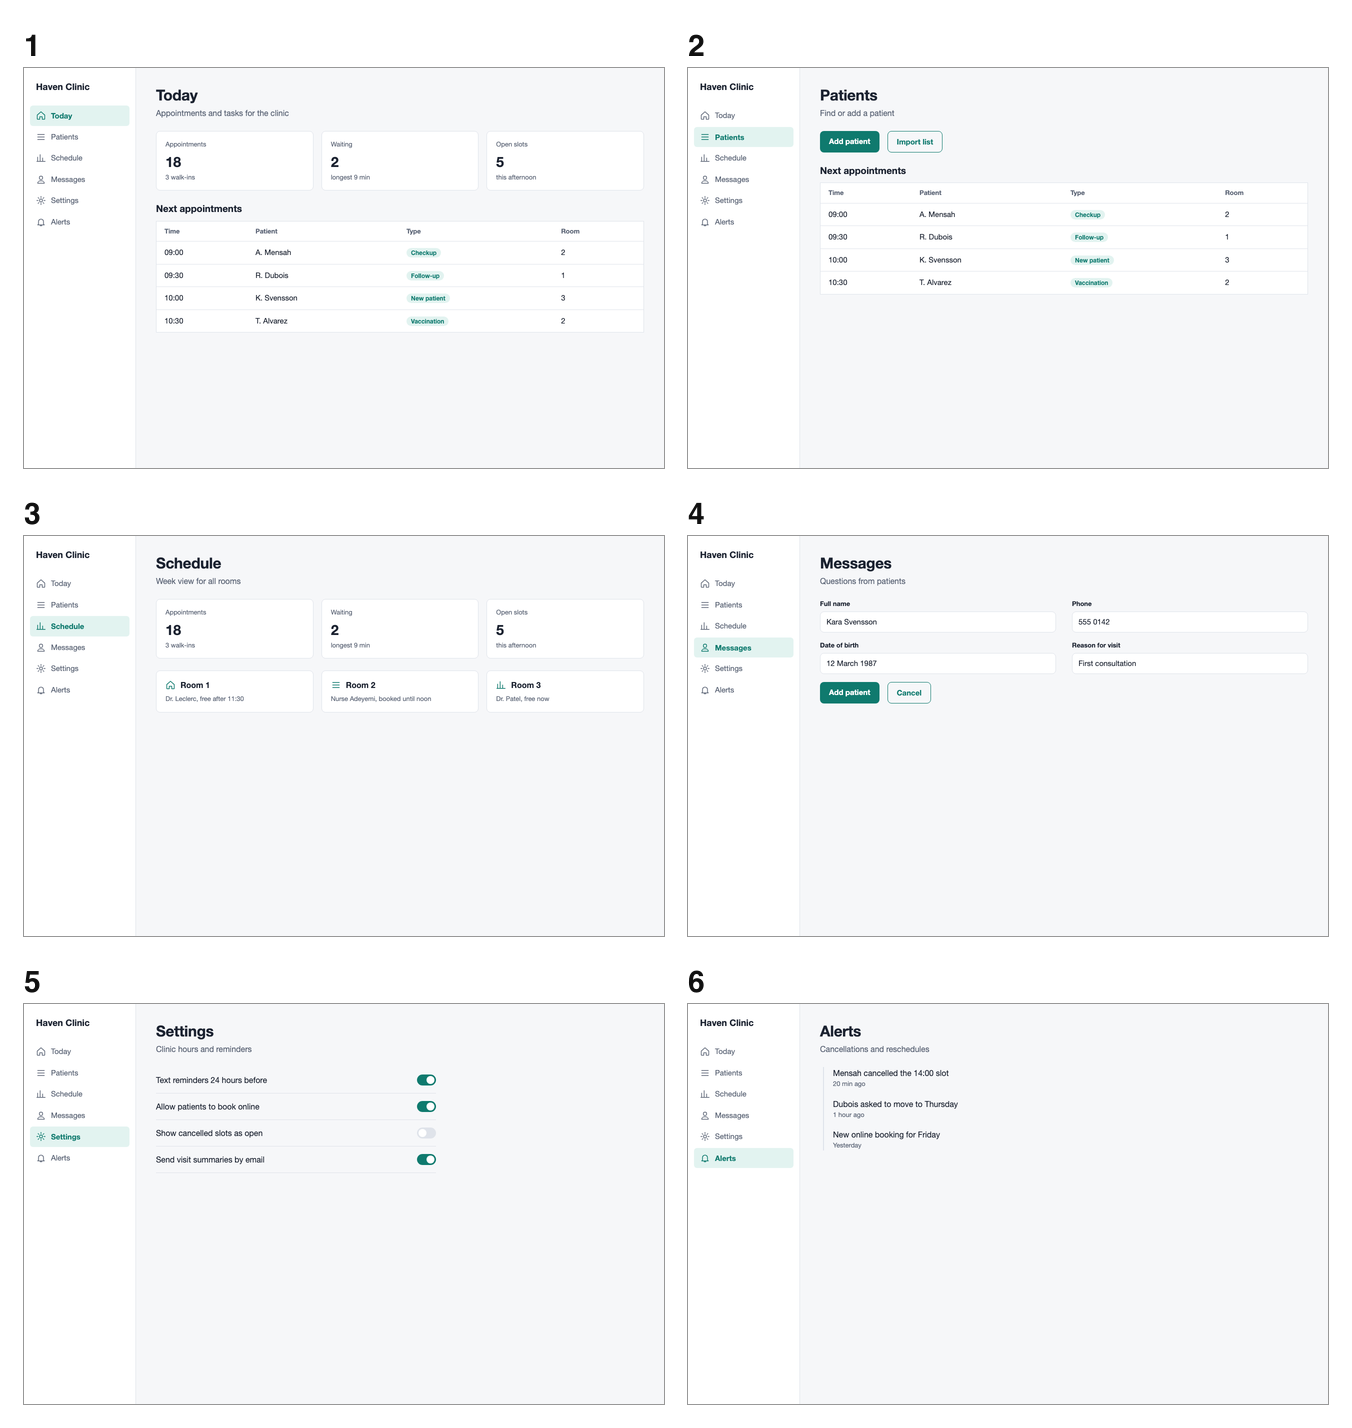 1
Haven Clinic
Today
Patients
Schedule
Messages
Settings
Alerts
Today
Appointments and tasks for the clinic
Appointments
18
3 walk-ins
Waiting
2
longest 9 min
Open slots
5
this afternoon
Next appointments
Time Patient Type Room
09:00 A. Mensah Checkup 2
09:30 R. Dubois Follow-up 1
10:00 K. Svensson New patient 3
10:30 T. Alvarez Vaccination 2
2
Haven Clinic
Today
Patients
Schedule
Messages
Settings
Alerts
Patients
Find or add a patient
Add patient Import list
Next appointments
Time Patient Type Room
09:00 A. Mensah Checkup 2
09:30 R. Dubois Follow-up 1
10:00 K. Svensson New patient 3
10:30 T. Alvarez Vaccination 2
3
Haven Clinic
Today
Patients
Schedule
Messages
Settings
Alerts
Schedule
Week view for all rooms
Appointments
18
3 walk-ins
Waiting
2
longest 9 min
Open slots
5
this afternoon
Room 1
Dr. Leclerc, free after 11:30
Room 2
Nurse Adeyemi, booked until noon
Room 3
Dr. Patel, free now
4
Haven Clinic
Today
Patients
Schedule
Messages
Settings
Alerts
Messages
Questions from patients
Full name
Kara Svensson
Phone
555 0142
Date of birth
12 March 1987
Reason for visit
First consultation
Add patient Cancel
5
Haven Clinic
Today
Patients
Schedule
Messages
Settings
Alerts
Settings
Clinic hours and reminders
Text reminders 24 hours before
Allow patients to book online
Show cancelled slots as open
Send visit summaries by email
6
Haven Clinic
Today
Patients
Schedule
Messages
Settings
Alerts
Alerts
Cancellations and reschedules
Mensah cancelled the 14:00 slot
20 min ago
Dubois asked to move to Thursday
1 hour ago
New online booking for Friday
Yesterday